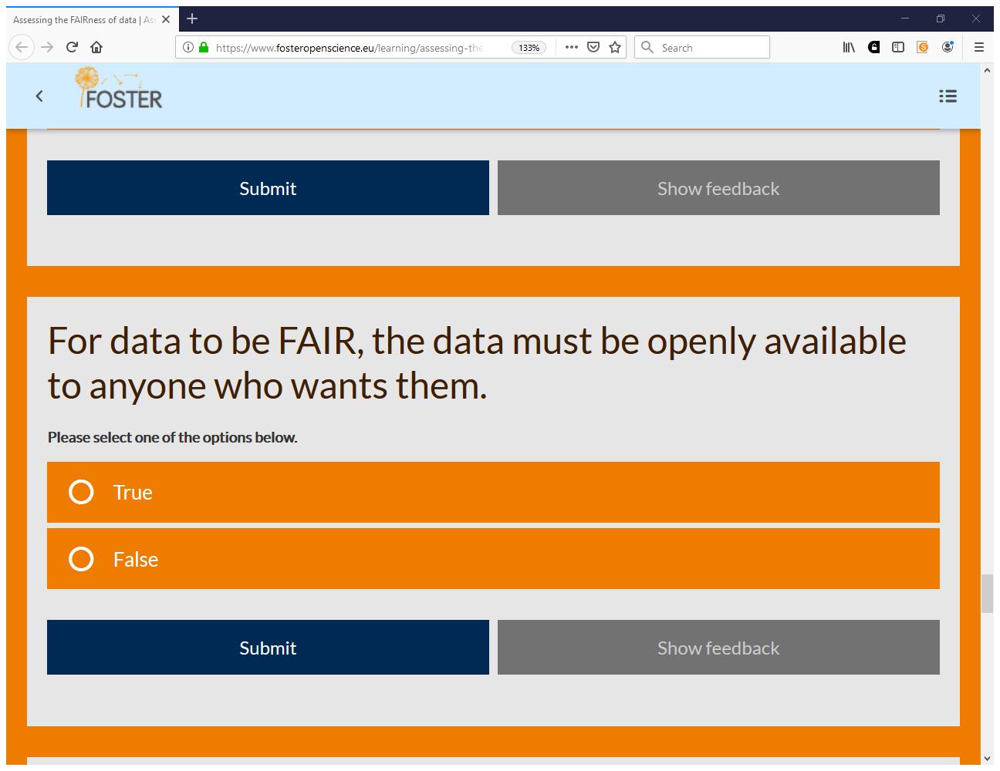 Assessing the FAIRness of data | Ass
https://www.fosteropenscience.eu/learning/assessing-the
133%
Search
FOSTER
Submit
Show feedback
For data to be FAIR, the data must be openly available
to anyone who wants them.
Please select one of the options below.
True
False
Submit
Show feedback